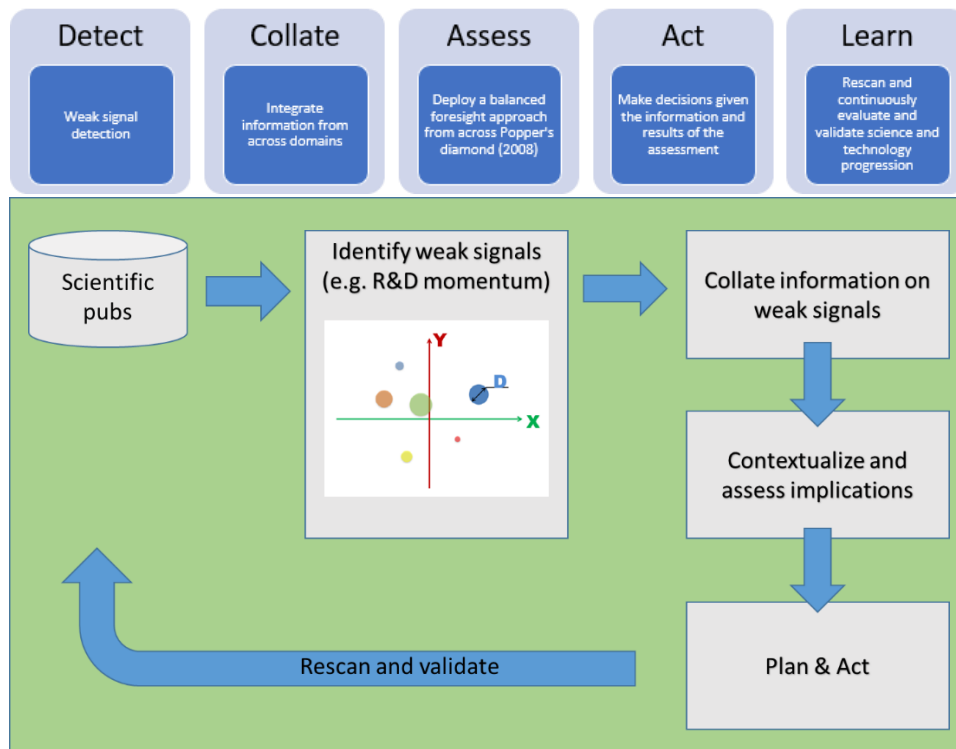 Detect
Weak signal
detection
Collate
Integrate
information from
across domains
Assess
Deploy a balanced
foresight approach
from across Popper's
diamond (2008)
Act
Make decisions given
the information and
results of the
assessment
Learn
Rescan and
continuously
evaluate and
validate science and
technology
progression
Scientific
pubs
Identify weak signals
(e.g. R&D momentum)
Y
D
X
Collate information on
weak signals
Contextualize and
assess implications
Plan & Act
Rescan and validate